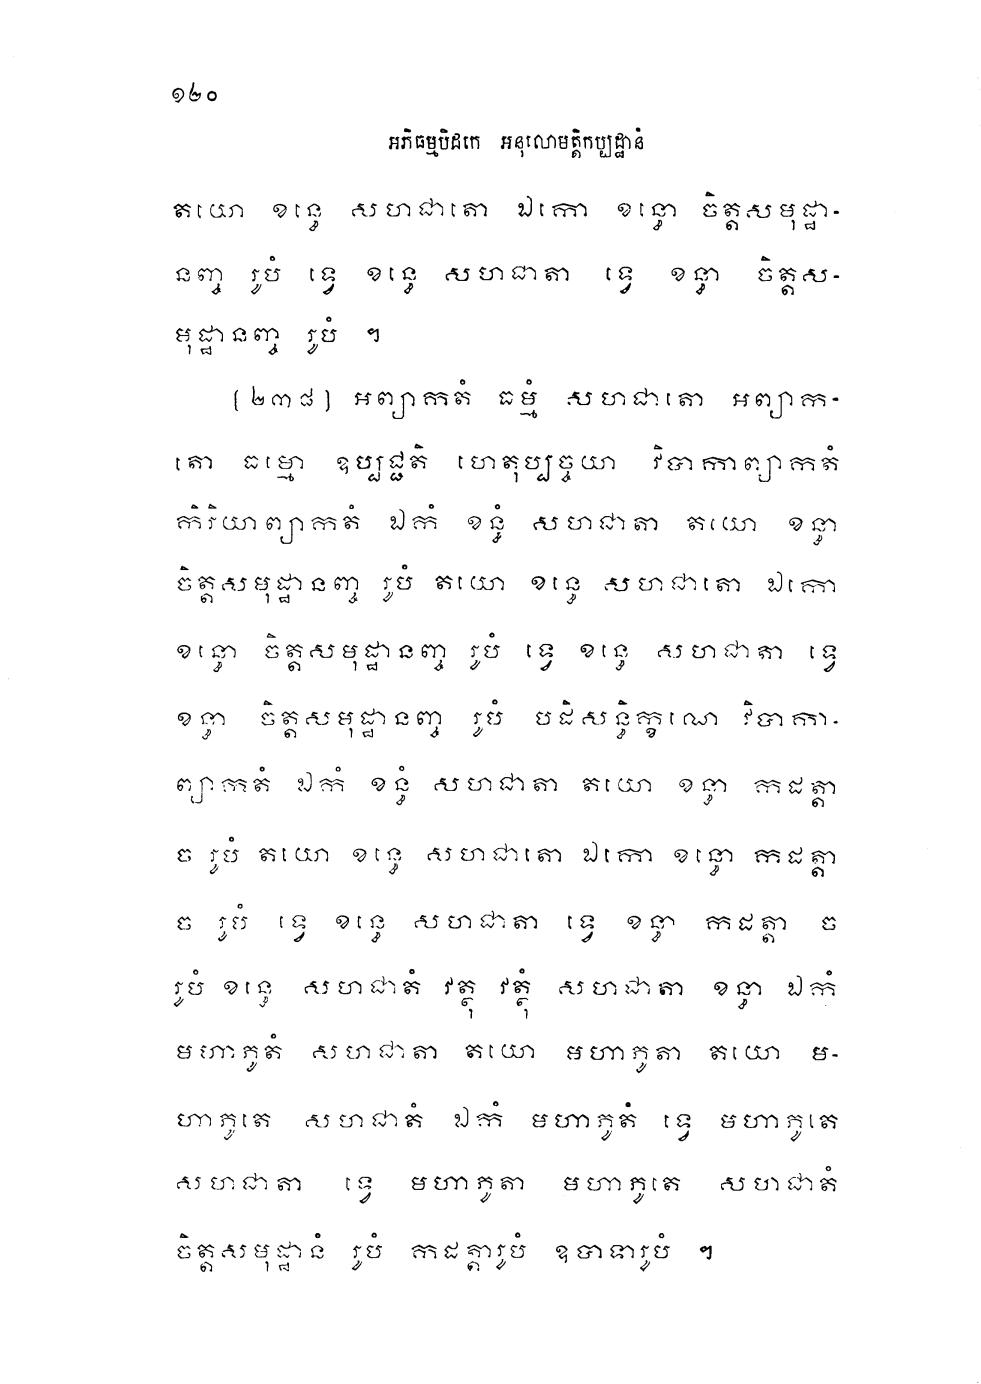 ១២០
អភិធម្មបិដកេ អនុលោមត្តិកប្បដ្ឋានំ
តយោ ខន្ធេ សហជាតោ ឯកោ ខន្ធោ ចិត្តសមុដ្ឋា-
នញ្ច រូបំ ទ្វេ ខន្ធេ សហជាតា ទ្វេ ខន្ធា ចិត្តស-
មុដ្ឋានញ្ច រូបំ ។
[២៣៨] អព្យាកតំ ធម្មំ សហជាតោ អព្យាក-
តោ ធម្មោ ឧប្បជ្ជតិ ហេតុប្បច្ចយា វិបាកាព្យាកតំ
កិរិយាព្យាកតំ ឯកំ ខន្ធំ សហជាតា តយោ ខន្ធា
ចិត្តសមុដ្ឋានញ្ច រូបំ តយោ ខន្ធេ សហជាតោ ឯកោ
ខន្ធោ ចិត្តសមុដ្ឋានញ្ច រូបំ ទ្វេ ខន្ធេ សហជាតា ទ្វេ
ខន្ធា ចិត្តសមុដ្ឋានញ្ច រូបំ បដិសន្ធិក្ខណេ វិបាកា-
ព្យាកតំ ឯកំ ខន្ធំ សហជាតា តយោ ខន្ធា កដត្តា
ច រូបំ តយោ ខន្ធេ សហជាតោ ឯកោ ខន្ធោ កដត្តា
ច រូបំ ទ្វេ ខន្ធេ សហជាតា ទ្វេ ខន្ធា កដត្តា ច
រូបំ ខន្ធេ សហជាតំ វត្ថុ វត្ថុំ សហជាតា ខន្ធា ឯកំ
មហាភូតំ សហជាតា តយោ មហាភូតា តយោ ម-
ហាភូតេ សហជាតំ ឯកំ មហាភូតំ ទ្វេ មហាភូតេ
សហជាតា ទ្វេ មហាភូតា មហាភូតេ សហជាតំ
ចិត្តសមុដ្ឋានំ រូបំ កដត្តារូបំ ឧបាទារូបំ ។